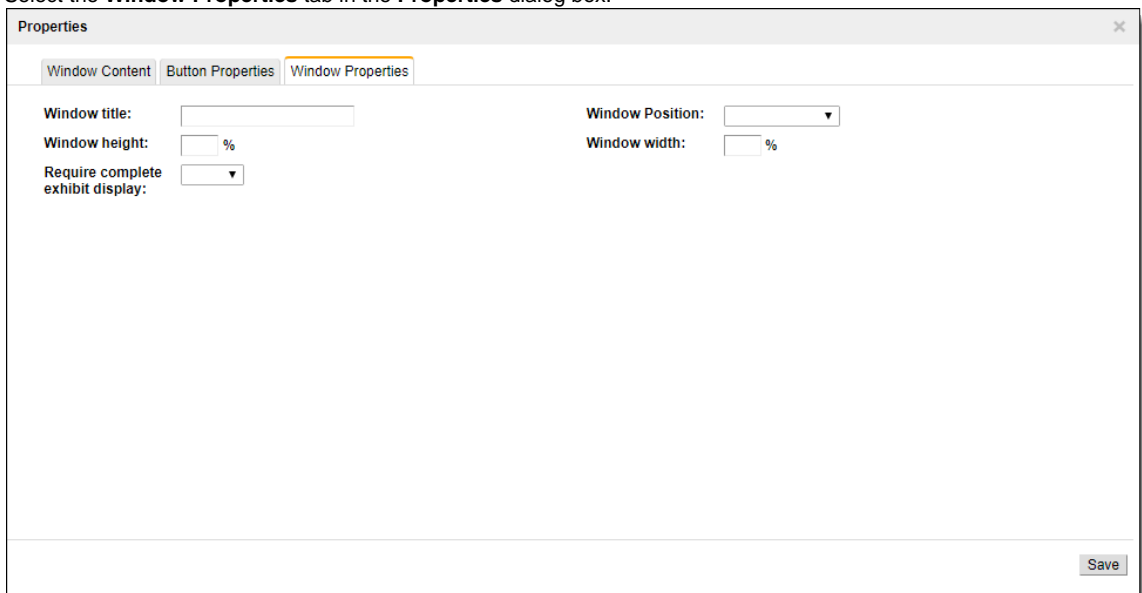 Select the Window Properties tab in the Properties dialog box.
Properties
Window Content Button Properties Window Properties
Window title: Window Position:
Window height: % Window width: %
Require complete
exhibit display:
Save